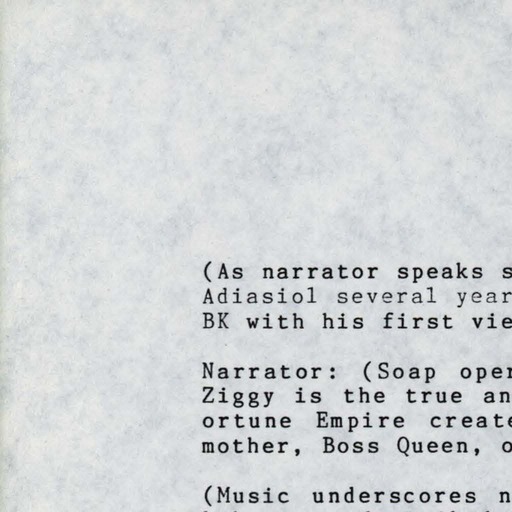 (As narrator speaks s
Adiasiol several year
BK with his first vie
Narrator: (Soap oper
Ziggy is the true an
ortune Empire create
mother, Boss Queen, o
(Music underscores n